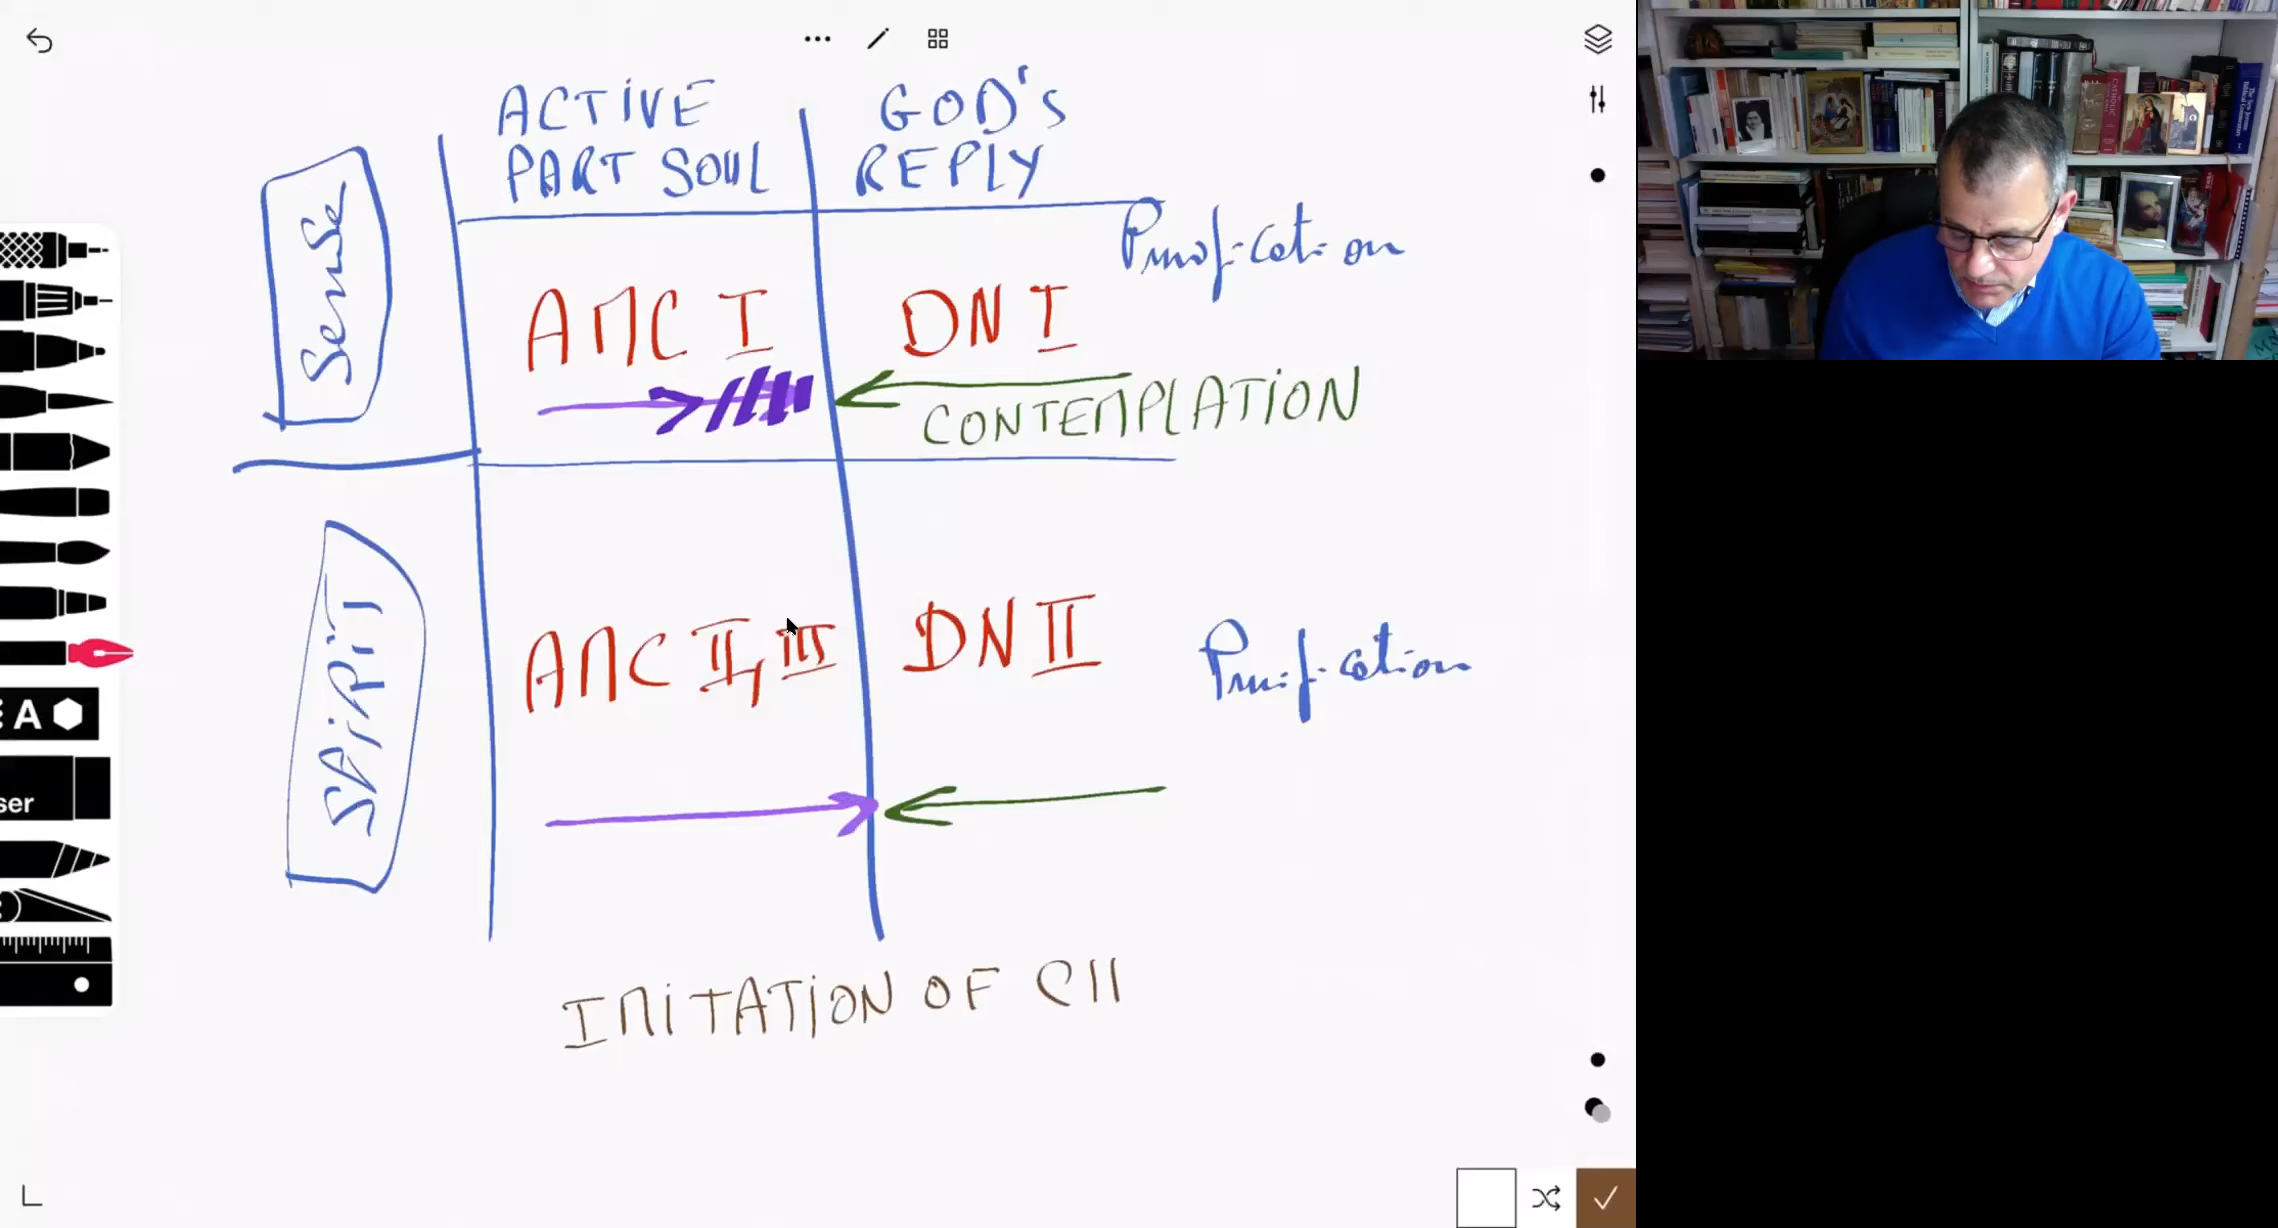 ACTIVE
PART SOUL
GOD'S
REPLY
Sense
Purification
AMC I
DN I
CONTEMPLATION
SPIRIT
AMC II, III
DN II
Purification
IMITATION OF CH
A
ser